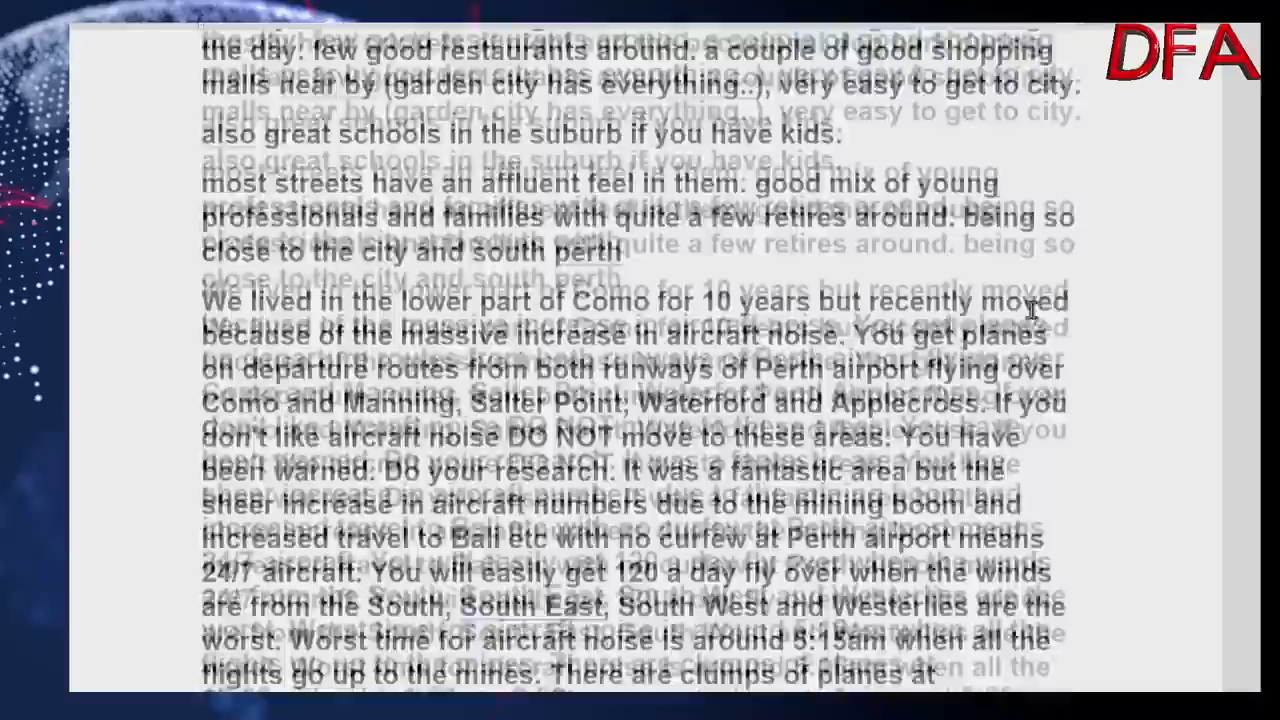 DFA
the day. few good restaurants around. a couple of good shopping
malls near by (garden city has everything..), very easy to get to city.
also great schools in the suburb if you have kids.
most streets have an affluent feel in them. good mix of young
professionals and families with quite a few retires around. being so
close to the city and south perth
We lived in the lower part of Como for 10 years but recently moved
because of the massive increase in aircraft noise. You get planes
on departure routes from both runways of Perth airport flying over
Como and Manning, Salter Point, Waterford and Applecross. If you
don't like aircraft noise DO NOT move to these areas. You have
been warned. Do your research. It was a fantastic area but the
sheer increase in aircraft numbers due to the mining boom and
increased travel to Bali etc with no curfew at Perth airport means
24/7 aircraft. You will easily get 120 a day fly over when the winds
are from the South, South East, South West and Westerlies are the
worst. Worst time for aircraft noise is around 5:15am when all the
flights go up to the mines. There are clumps of planes at